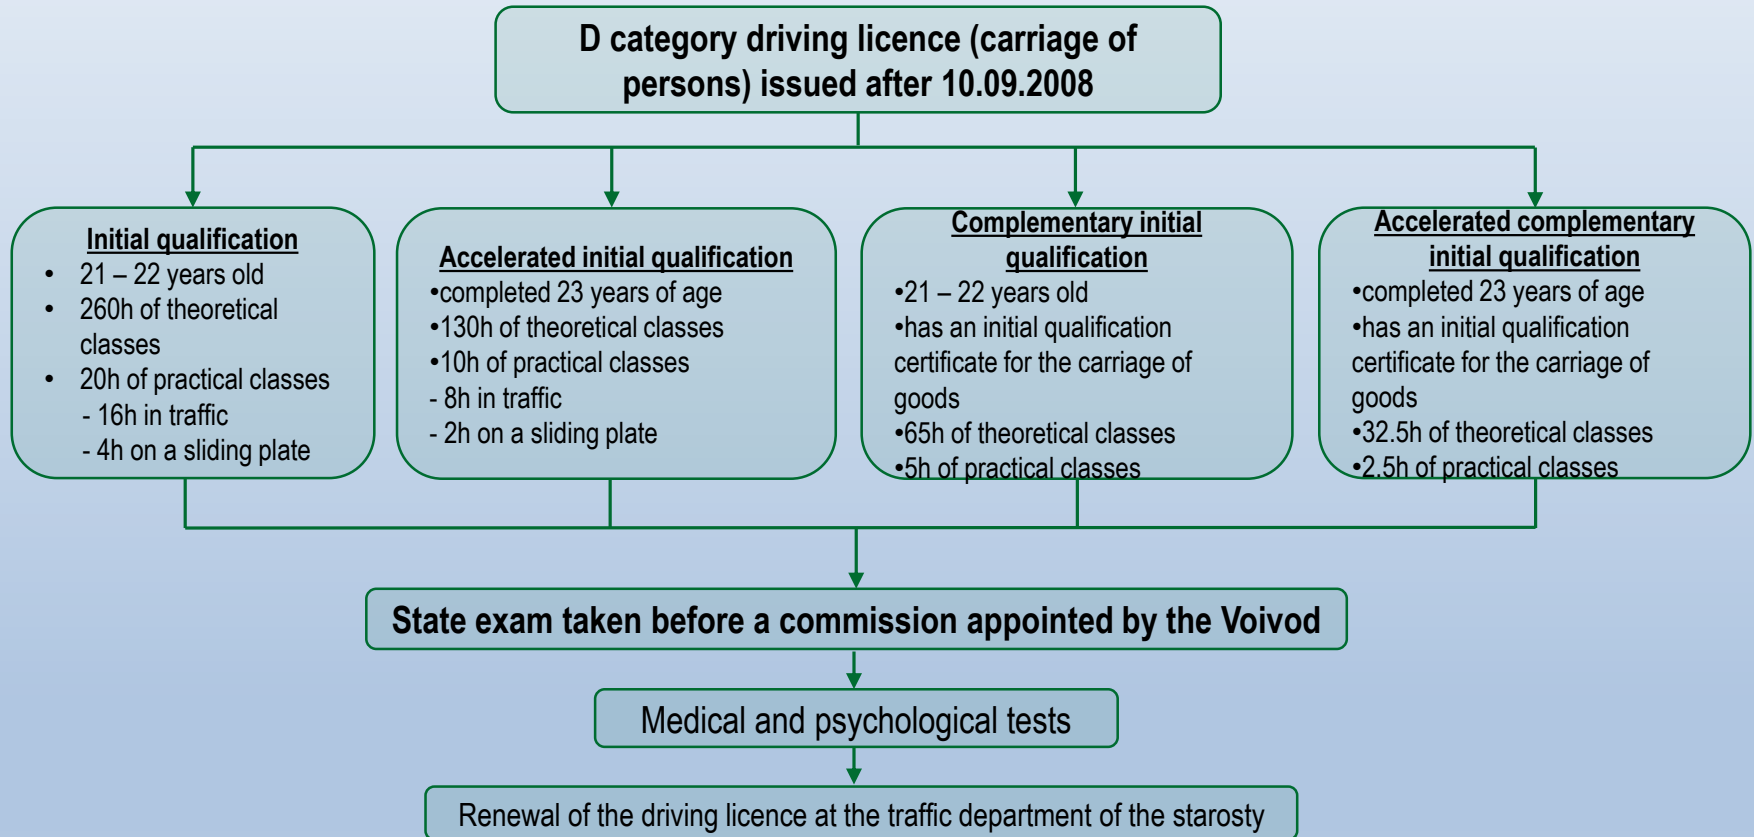 D category driving licence (carriage of
persons) issued after 10.09.2008
Initial qualification
• 21 – 22 years old
• 260h of theoretical
classes
• 20h of practical classes
- 16h in traffic
- 4h on a sliding plate
Accelerated initial qualification
•completed 23 years of age
•130h of theoretical classes
•10h of practical classes
- 8h in traffic
- 2h on a sliding plate
Complementary initial
qualification
•21 – 22 years old
•has an initial qualification
certificate for the carriage of
goods
•65h of theoretical classes
•5h of practical classes
Accelerated complementary
initial qualification
•completed 23 years of age
•has an initial qualification
certificate for the carriage of
goods
•32.5h of theoretical classes
•2.5h of practical classes
State exam taken before a commission appointed by the Voivod
Medical and psychological tests
Renewal of the driving licence at the traffic department of the starosty